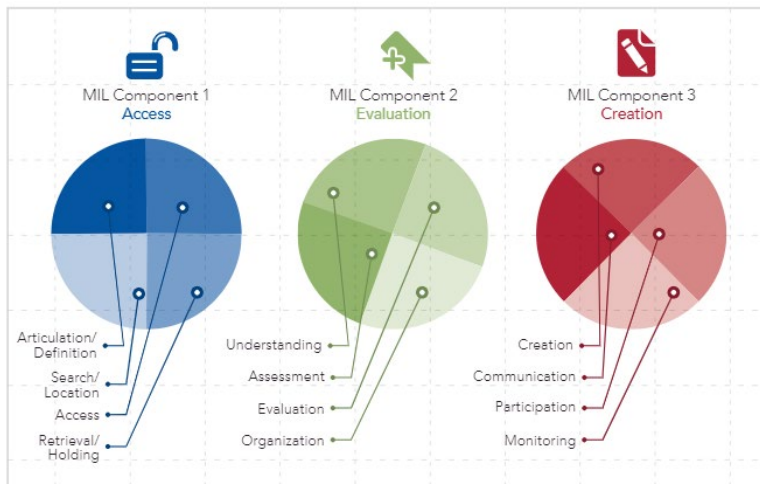 MIL Component 1
Access
MIL Component 2
Evaluation
MIL Component 3
Creation
Articulation/
Definition
Search/
Location
Access
Retrieval/
Holding
Understanding
Assessment
Evaluation
Organization
Creation
Communication
Participation
Monitoring